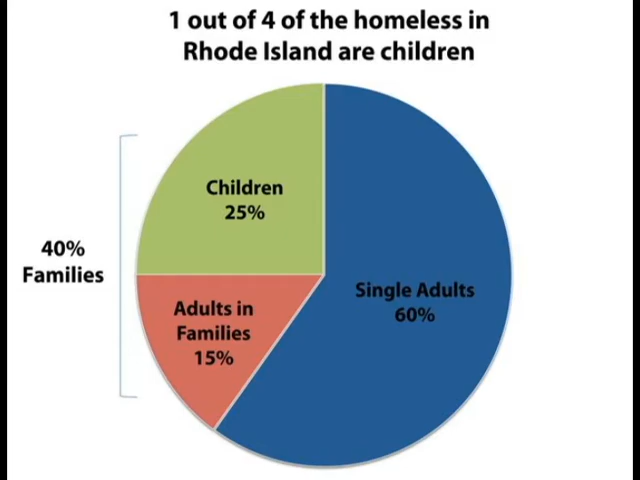 1 out of 4 of the homeless in
Rhode Island are children
Children
25%
40%
Families
Single Adults
60%
Adults in
Families
15%